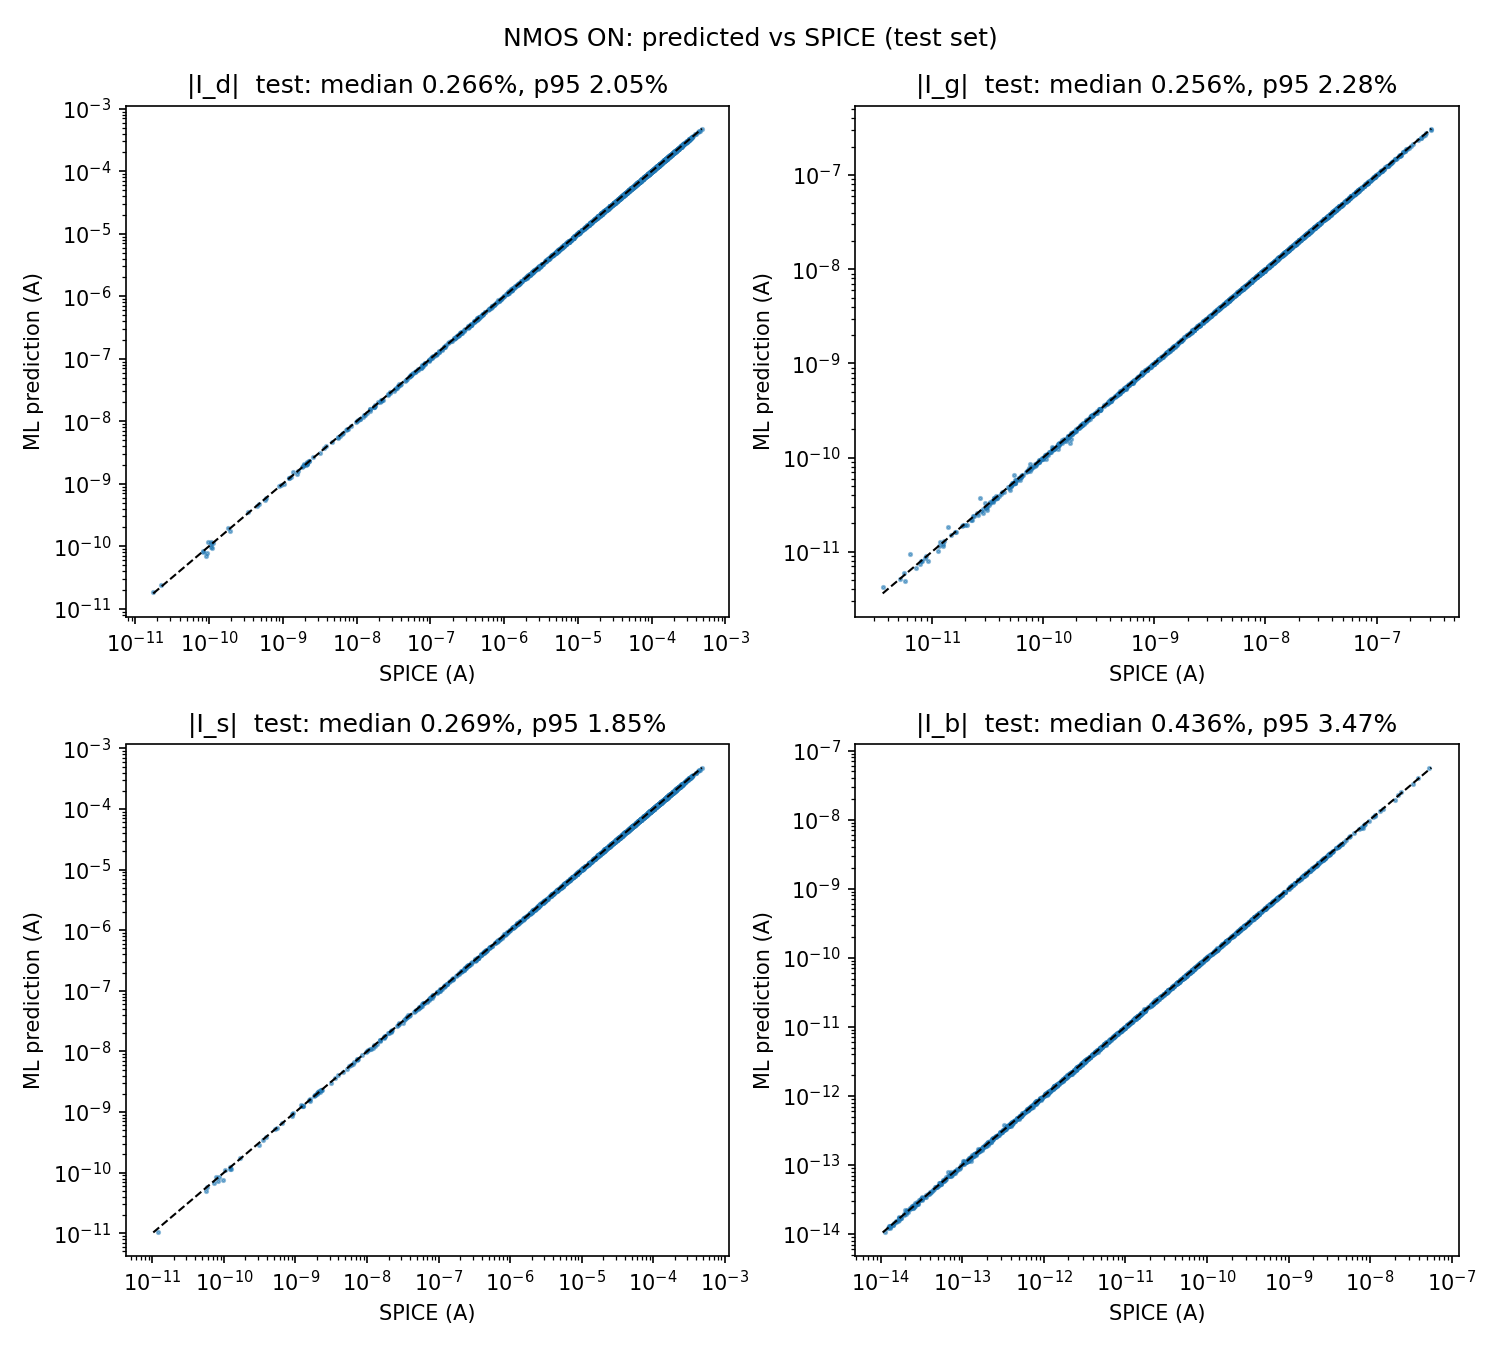 NMOS ON: predicted vs SPICE (test set)
|I_d|  test: median 0.266%, p95 2.05%
10⁻³
10⁻⁴
10⁻⁵
10⁻⁶
10⁻⁷
10⁻⁸
10⁻⁹
10⁻¹⁰
10⁻¹¹
ML prediction (A)
10⁻¹¹ 10⁻¹⁰ 10⁻⁹ 10⁻⁸ 10⁻⁷ 10⁻⁶ 10⁻⁵ 10⁻⁴ 10⁻³
SPICE (A)
|I_g|  test: median 0.256%, p95 2.28%
10⁻⁷
10⁻⁸
10⁻⁹
10⁻¹⁰
10⁻¹¹
ML prediction (A)
10⁻¹¹ 10⁻¹⁰ 10⁻⁹ 10⁻⁸ 10⁻⁷
SPICE (A)
|I_s|  test: median 0.269%, p95 1.85%
10⁻³
10⁻⁴
10⁻⁵
10⁻⁶
10⁻⁷
10⁻⁸
10⁻⁹
10⁻¹⁰
10⁻¹¹
ML prediction (A)
10⁻¹¹ 10⁻¹⁰ 10⁻⁹ 10⁻⁸ 10⁻⁷ 10⁻⁶ 10⁻⁵ 10⁻⁴ 10⁻³
SPICE (A)
|I_b|  test: median 0.436%, p95 3.47%
10⁻⁷
10⁻⁸
10⁻⁹
10⁻¹⁰
10⁻¹¹
10⁻¹²
10⁻¹³
10⁻¹⁴
ML prediction (A)
10⁻¹⁴ 10⁻¹³ 10⁻¹² 10⁻¹¹ 10⁻¹⁰ 10⁻⁹ 10⁻⁸ 10⁻⁷
SPICE (A)